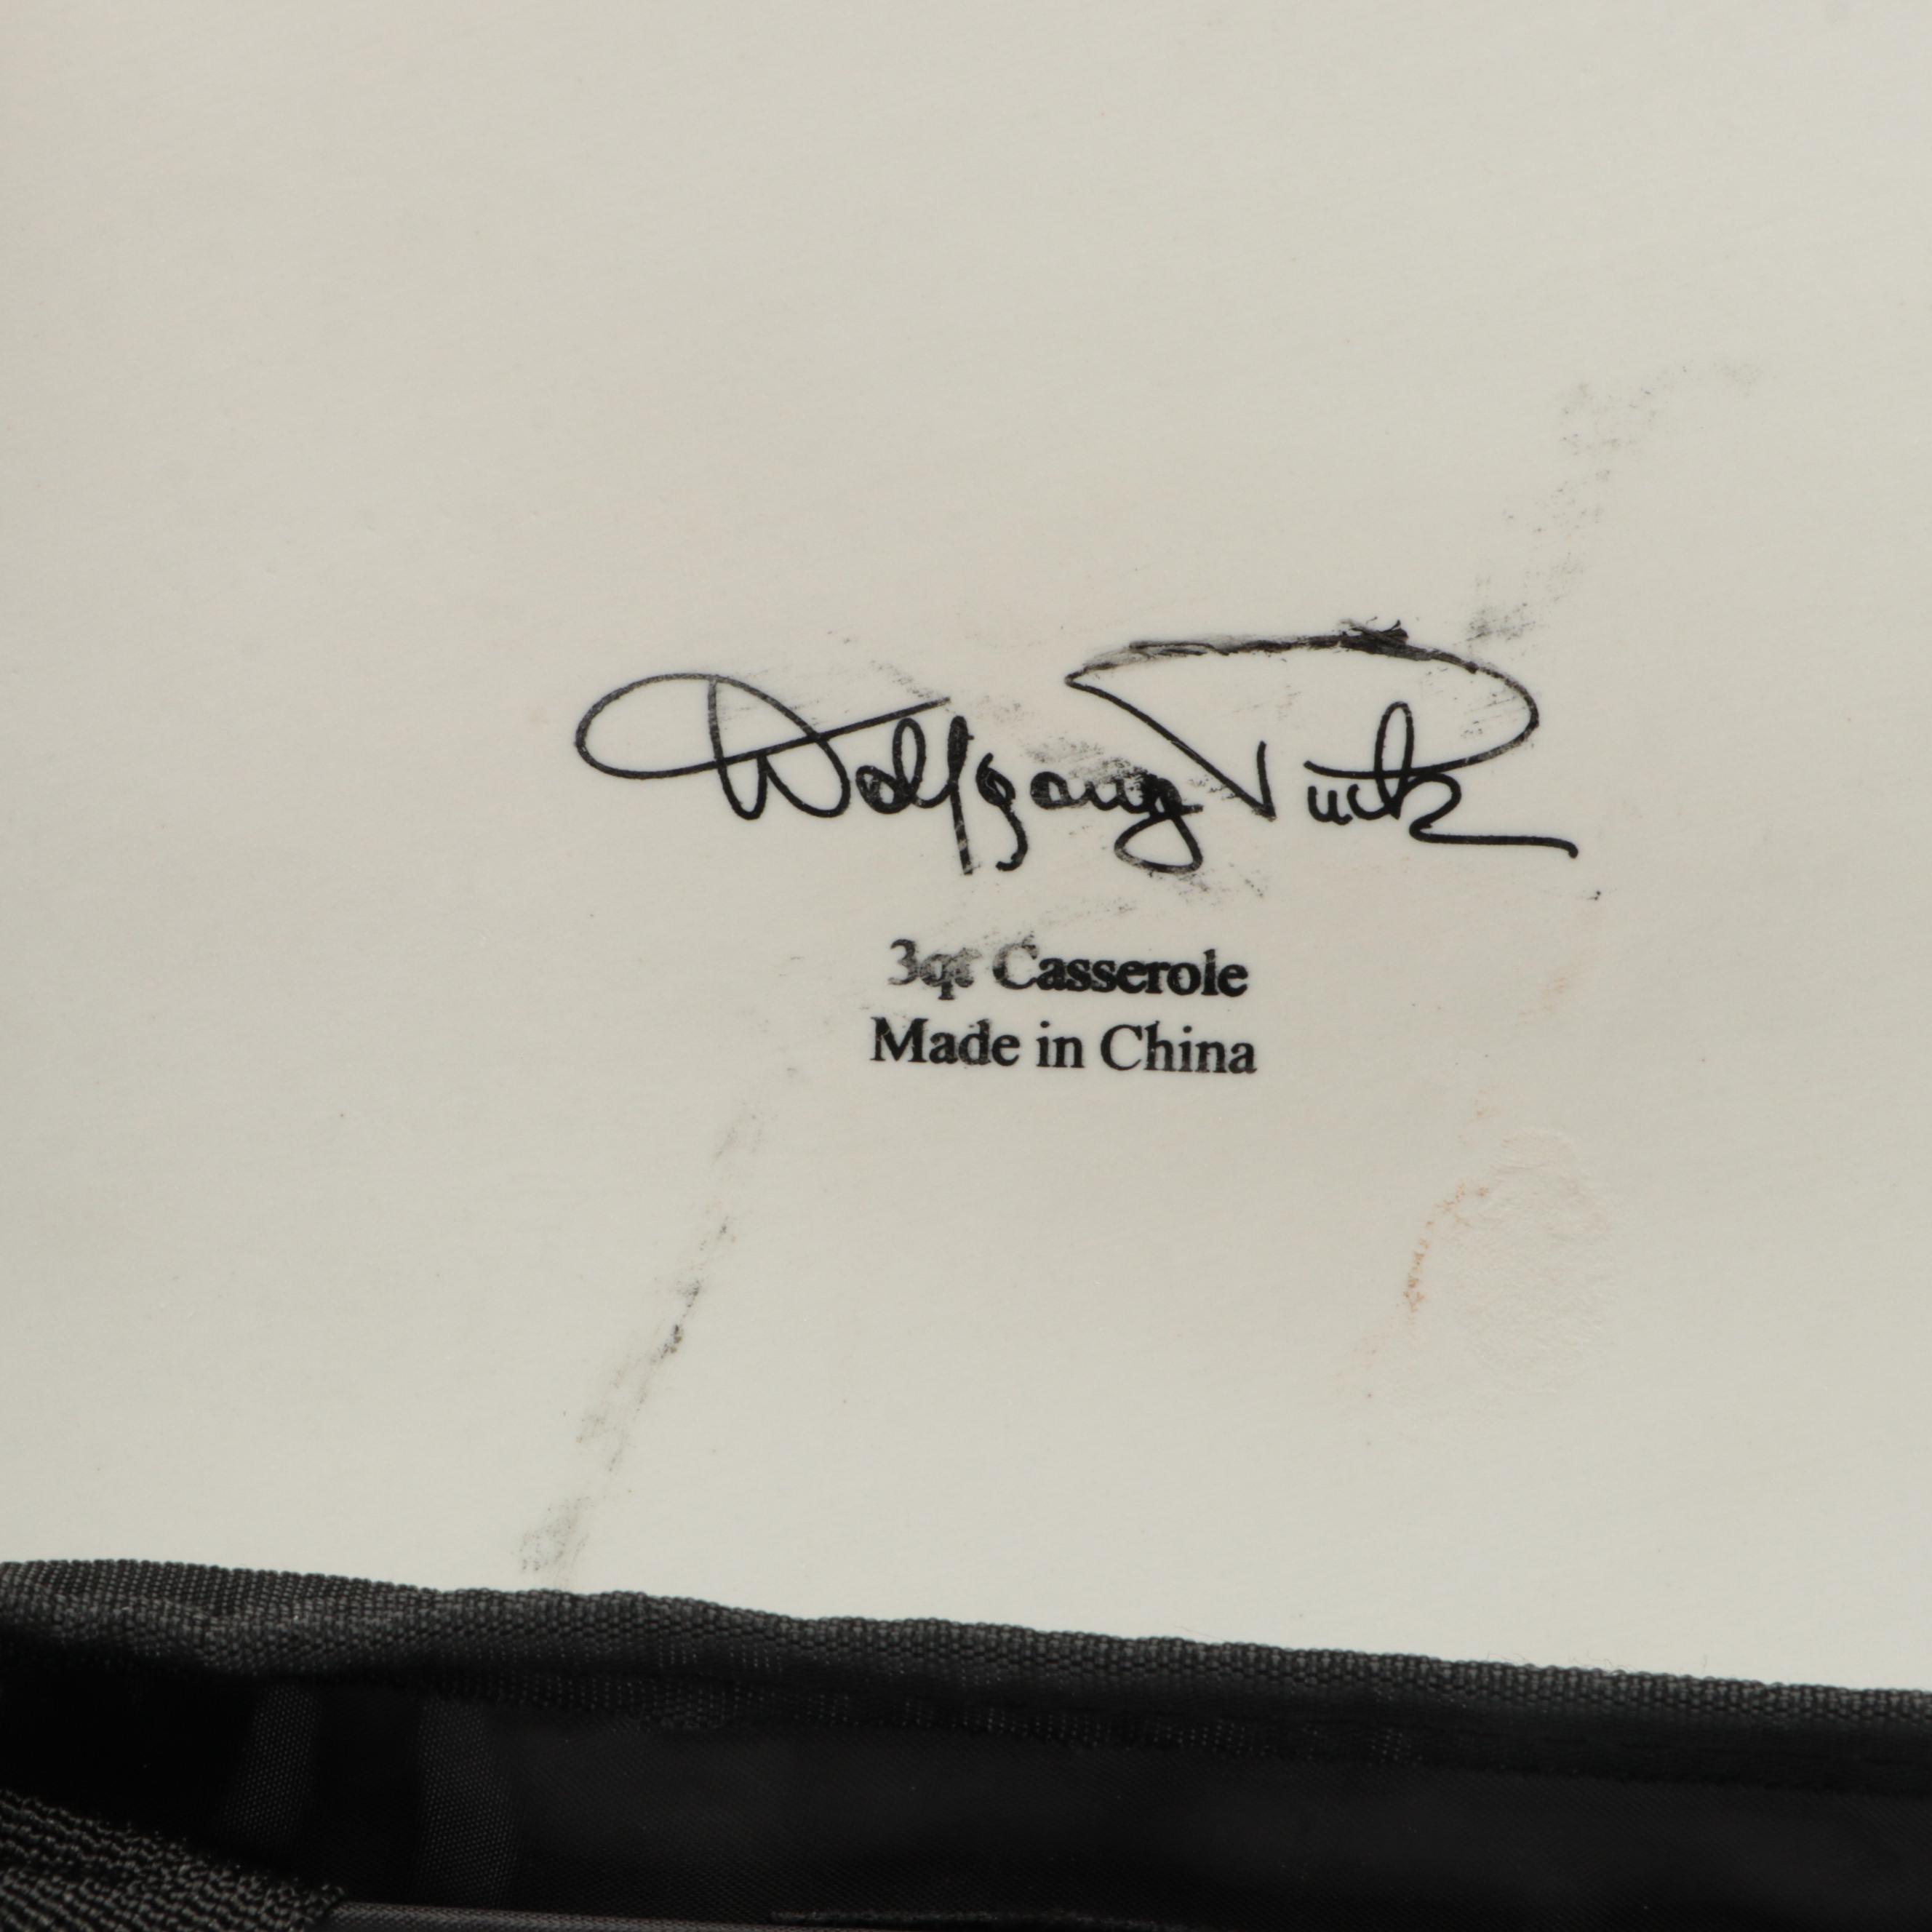 Wolfgang Puck
3qt Casserole
Made in China